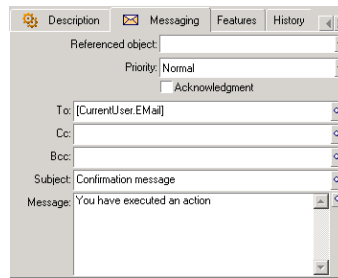 Description Messaging Features History
Referenced object:
Priority: Normal
Acknowledgment
To: [CurrentUser.EMail]
Cc:
Bcc:
Subject: Confirmation message
Message: You have executed an action